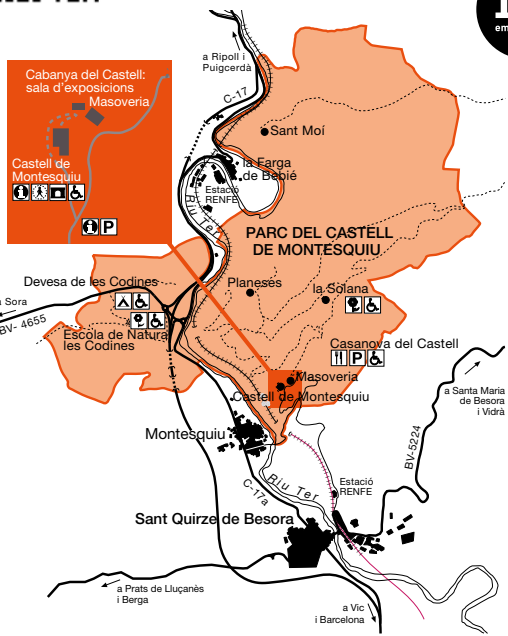 a Ripoll i
Puigcerdà
em
Cabanya del Castell:
sala d'exposicions
Masoveria
Castell de
Montesquiu
P
C-17
Sant Moí
la Farga
de Bebié
Estació
RENFE
Riu Ter
PARC DEL CASTELL
DE MONTESQUIU
Devesa de les Codines
Planeses
la Solana
a Sora
BV- 4655
Escola de Natura
les Codines
Casanova del Castell
P
Masoveria
Castell de Montesquiu
a Santa Maria
de Besora
i Vidrà
BV-5224
Montesquiu
C-17a
Riu Ter
Estació
RENFE
Sant Quirze de Besora
a Prats de Lluçanès
i Berga
a Vic
i Barcelona